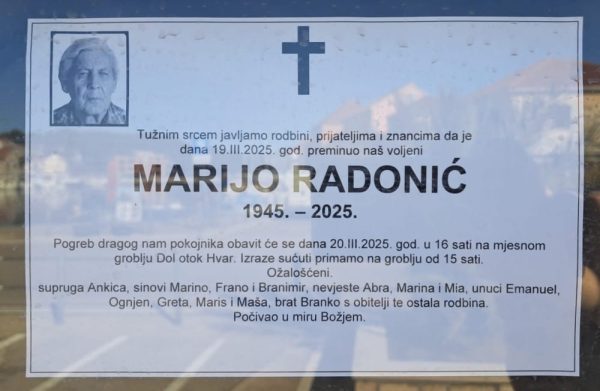 Tužnim srcem javljamo rodbini, prijateljima i znancima da je
dana 19.III.2025. god. preminuo naš voljeni
MARIJO RADONIĆ
1945. – 2025.
Pogreb dragog nam pokojnika obavit će se dana 20.III.2025. god. u 16 sati na mjesnom
groblju Dol otok Hvar. Izraze sućuti primamo na groblju od 15 sati.
Ožalošćeni.
supruga Ankica, sinovi Marino, Frano i Branimir, nevjeste Abra, Marina i Mia, unuci Emanuel,
Ognjen, Greta, Maris i Maša, brat Branko s obitelji te ostala rodbina.
Počivao u miru Božjem.